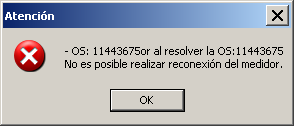 Atención
- OS: 11443675or al resolver la OS:11443675
No es posible realizar reconexión del medidor.
OK